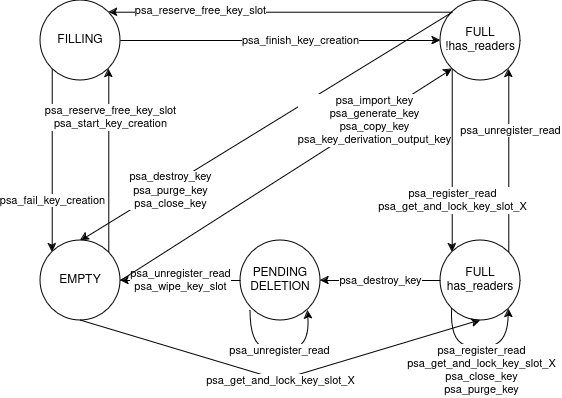 psa_reserve_free_key_slot
FILLING
psa_finish_key_creation
FULL
!has_readers
psa_import_key
psa_generate_key
psa_copy_key
psa_key_derivation_output_key
psa_reserve_free_key_slot
psa_start_key_creation
psa_unregister_read
psa_destroy_key
psa_purge_key
psa_close_key
psa_fail_key_creation
psa_register_read
psa_get_and_lock_key_slot_X
EMPTY
psa_unregister_read
psa_wipe_key_slot
PENDING
DELETION
psa_destroy_key
FULL
has_readers
psa_unregister_read
psa_get_and_lock_key_slot_X
psa_register_read
psa_get_and_lock_key_slot_X
psa_close_key
psa_purge_key